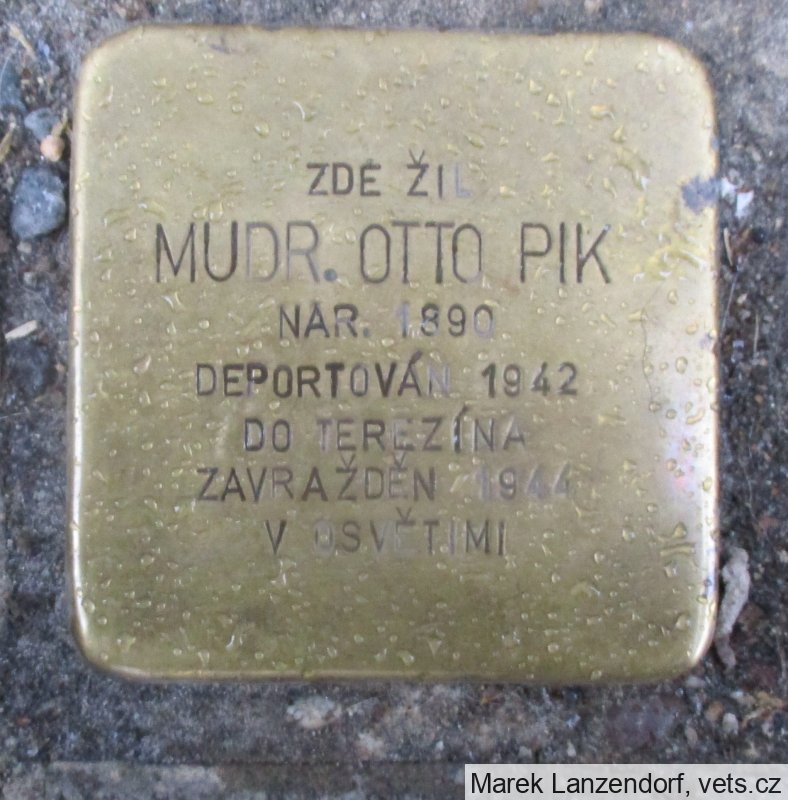 ZDE ŽIL
MUDR. OTTO PIK
NAR. 1890
DEPORTOVÁN 1942
DO TEREZÍNA
ZAVRAŽDĚN 1944
V OSVĚTIMI
Marek Lanzendorf, vets.cz